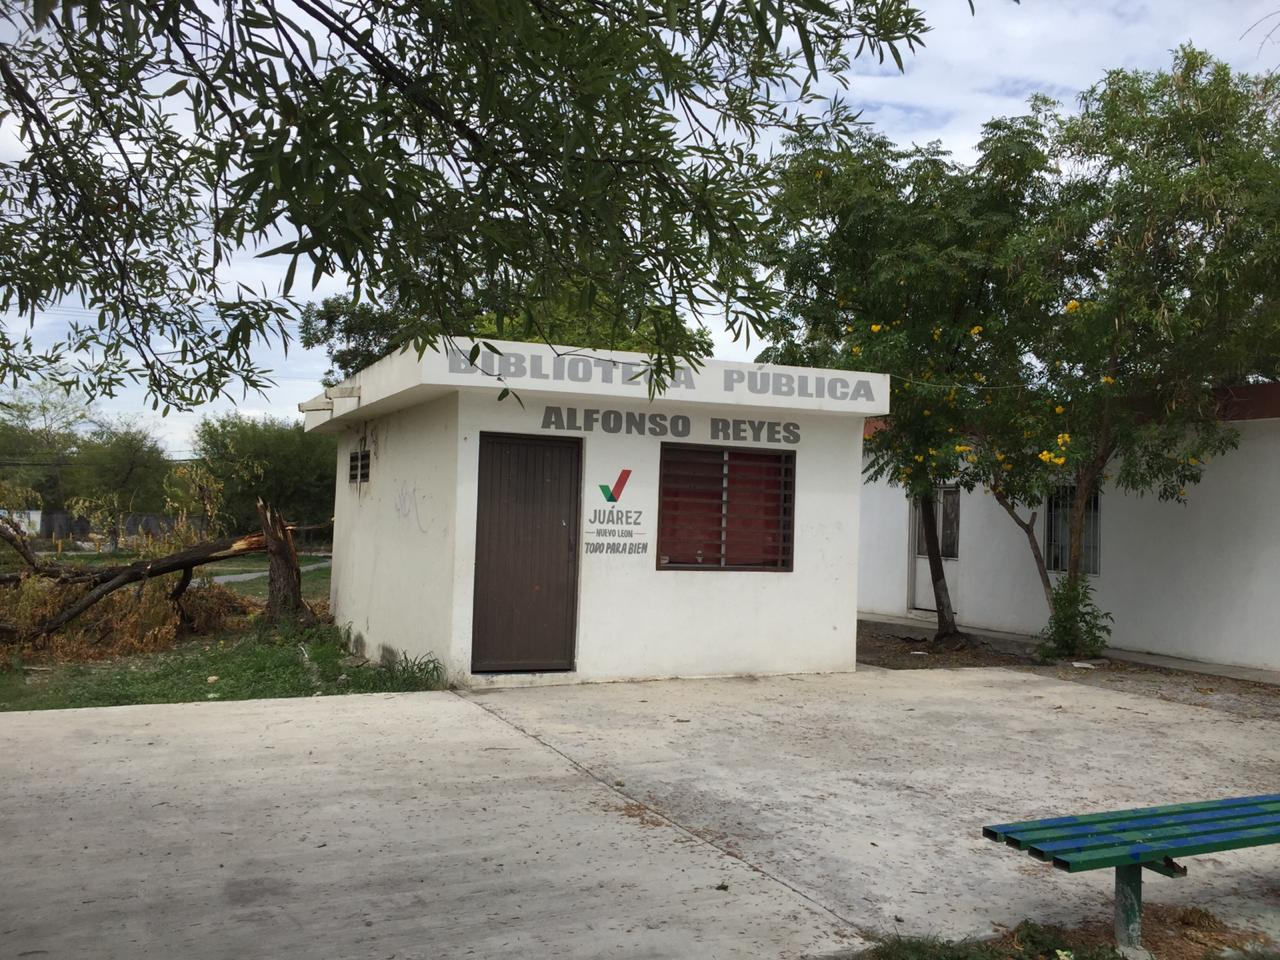 BIBLIOTECA PÚBLICA
ALFONSO REYES
JUÁREZ
NUEVO LEON
TODO PARA BIEN